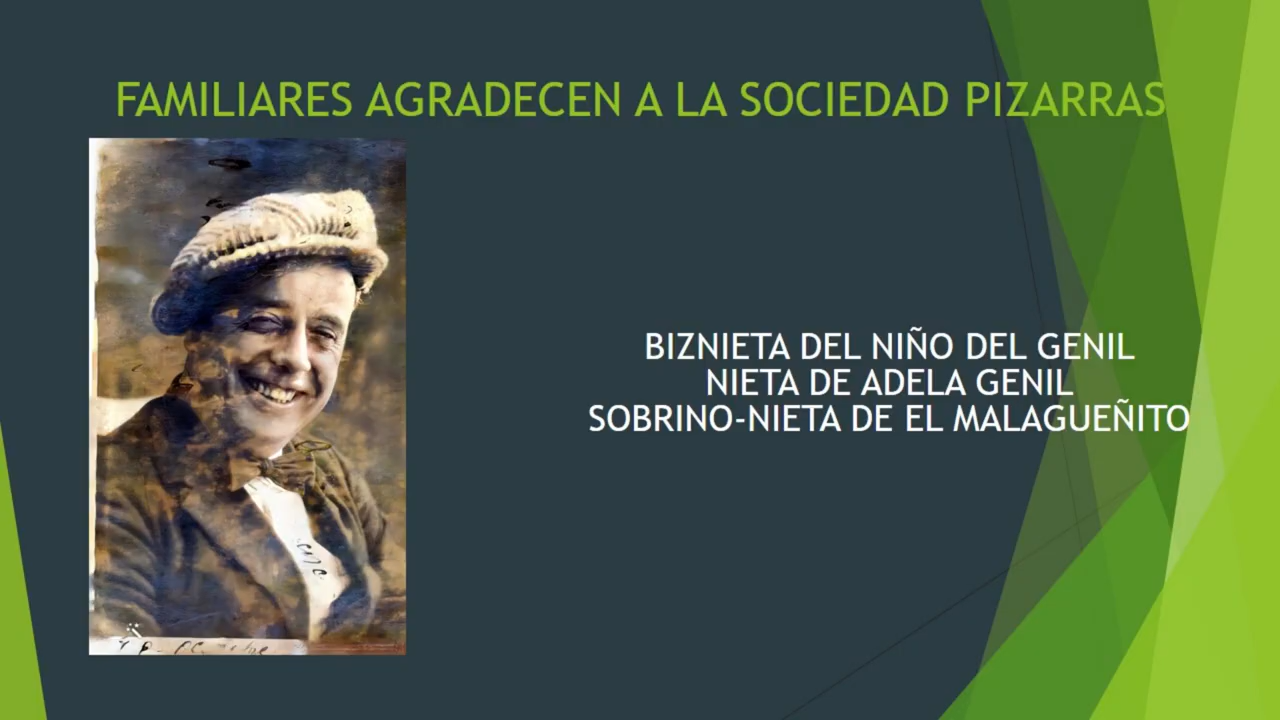 FAMILIARES AGRADECEN A LA SOCIEDAD PIZARRAS
BIZNIETA DEL NIÑO DEL GENIL
NIETA DE ADELA GENIL
SOBRINO-NIETA DE EL MALAGUEÑITO